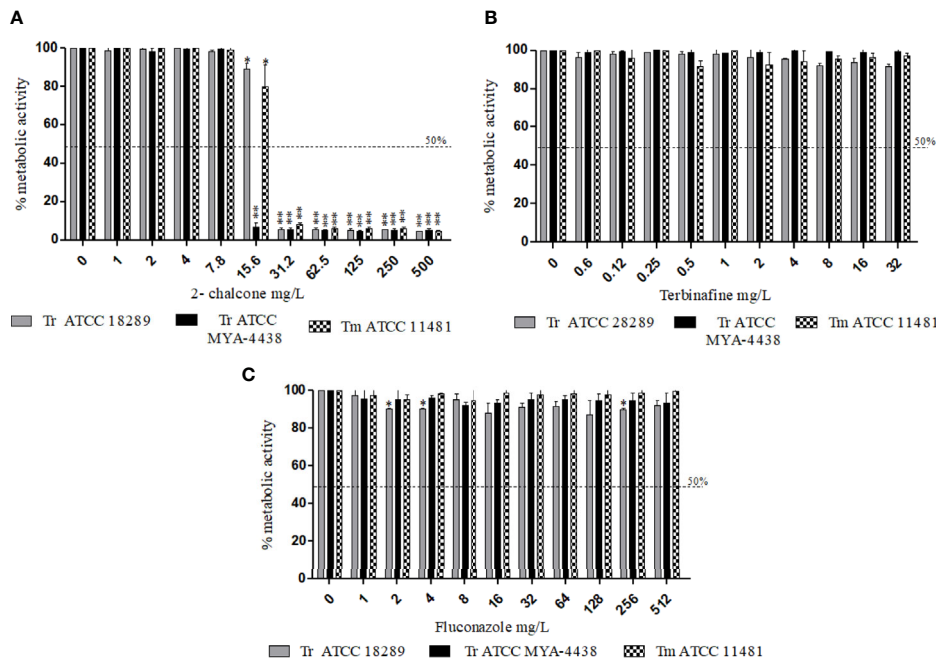 A
% metabolic activity
100
80
60
40
20
0
50%
* *
** ** ** ** ** ** ** ** ** ** ** ** ** ** ** **
0 1 2 4 7.8 15.6 31.2 62.5 125 250 500
2- chalcone mg/L
Tr ATCC 18289
Tr ATCC
MYA-4438
Tm ATCC 11481
B
% metabolic activity
100
80
60
40
20
0
50%
0 0.6 0.12 0.25 0.5 1 2 4 8 16 32
Terbinafine mg/L
Tr ATCC 28289
Tr ATCC
MYA-4438
Tm ATCC 11481
C
% metabolic activity
100
80
60
40
20
0
50%
* * *
0 1 2 4 8 16 32 64 128 256 512
Fluconazole mg/L
Tr ATCC 18289
Tr ATCC MYA-4438
Tm ATCC 11481